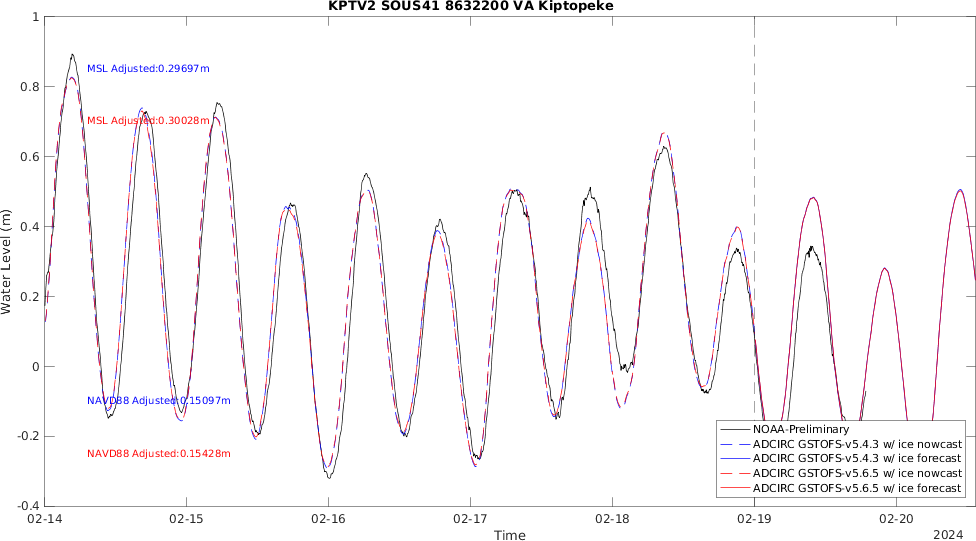 KPTV2 SOUS41 8632200 VA Kiptopeke
1
0.8
0.6
0.4
0.2
0
-0.2
-0.4
Water Level (m)
MSL Adjusted:0.29697m
MSL Adjusted:0.30028m
NAVD88 Adjusted:0.15097m
NAVD88 Adjusted:0.15428m
NOAA-Preliminary
ADCIRC GSTOFS-v5.4.3 w/ ice nowcast
ADCIRC GSTOFS-v5.4.3 w/ ice forecast
ADCIRC GSTOFS-v5.6.5 w/ ice nowcast
ADCIRC GSTOFS-v5.6.5 w/ ice forecast
02-14 02-15 02-16 02-17 02-18 02-19 02-20
Time
2024